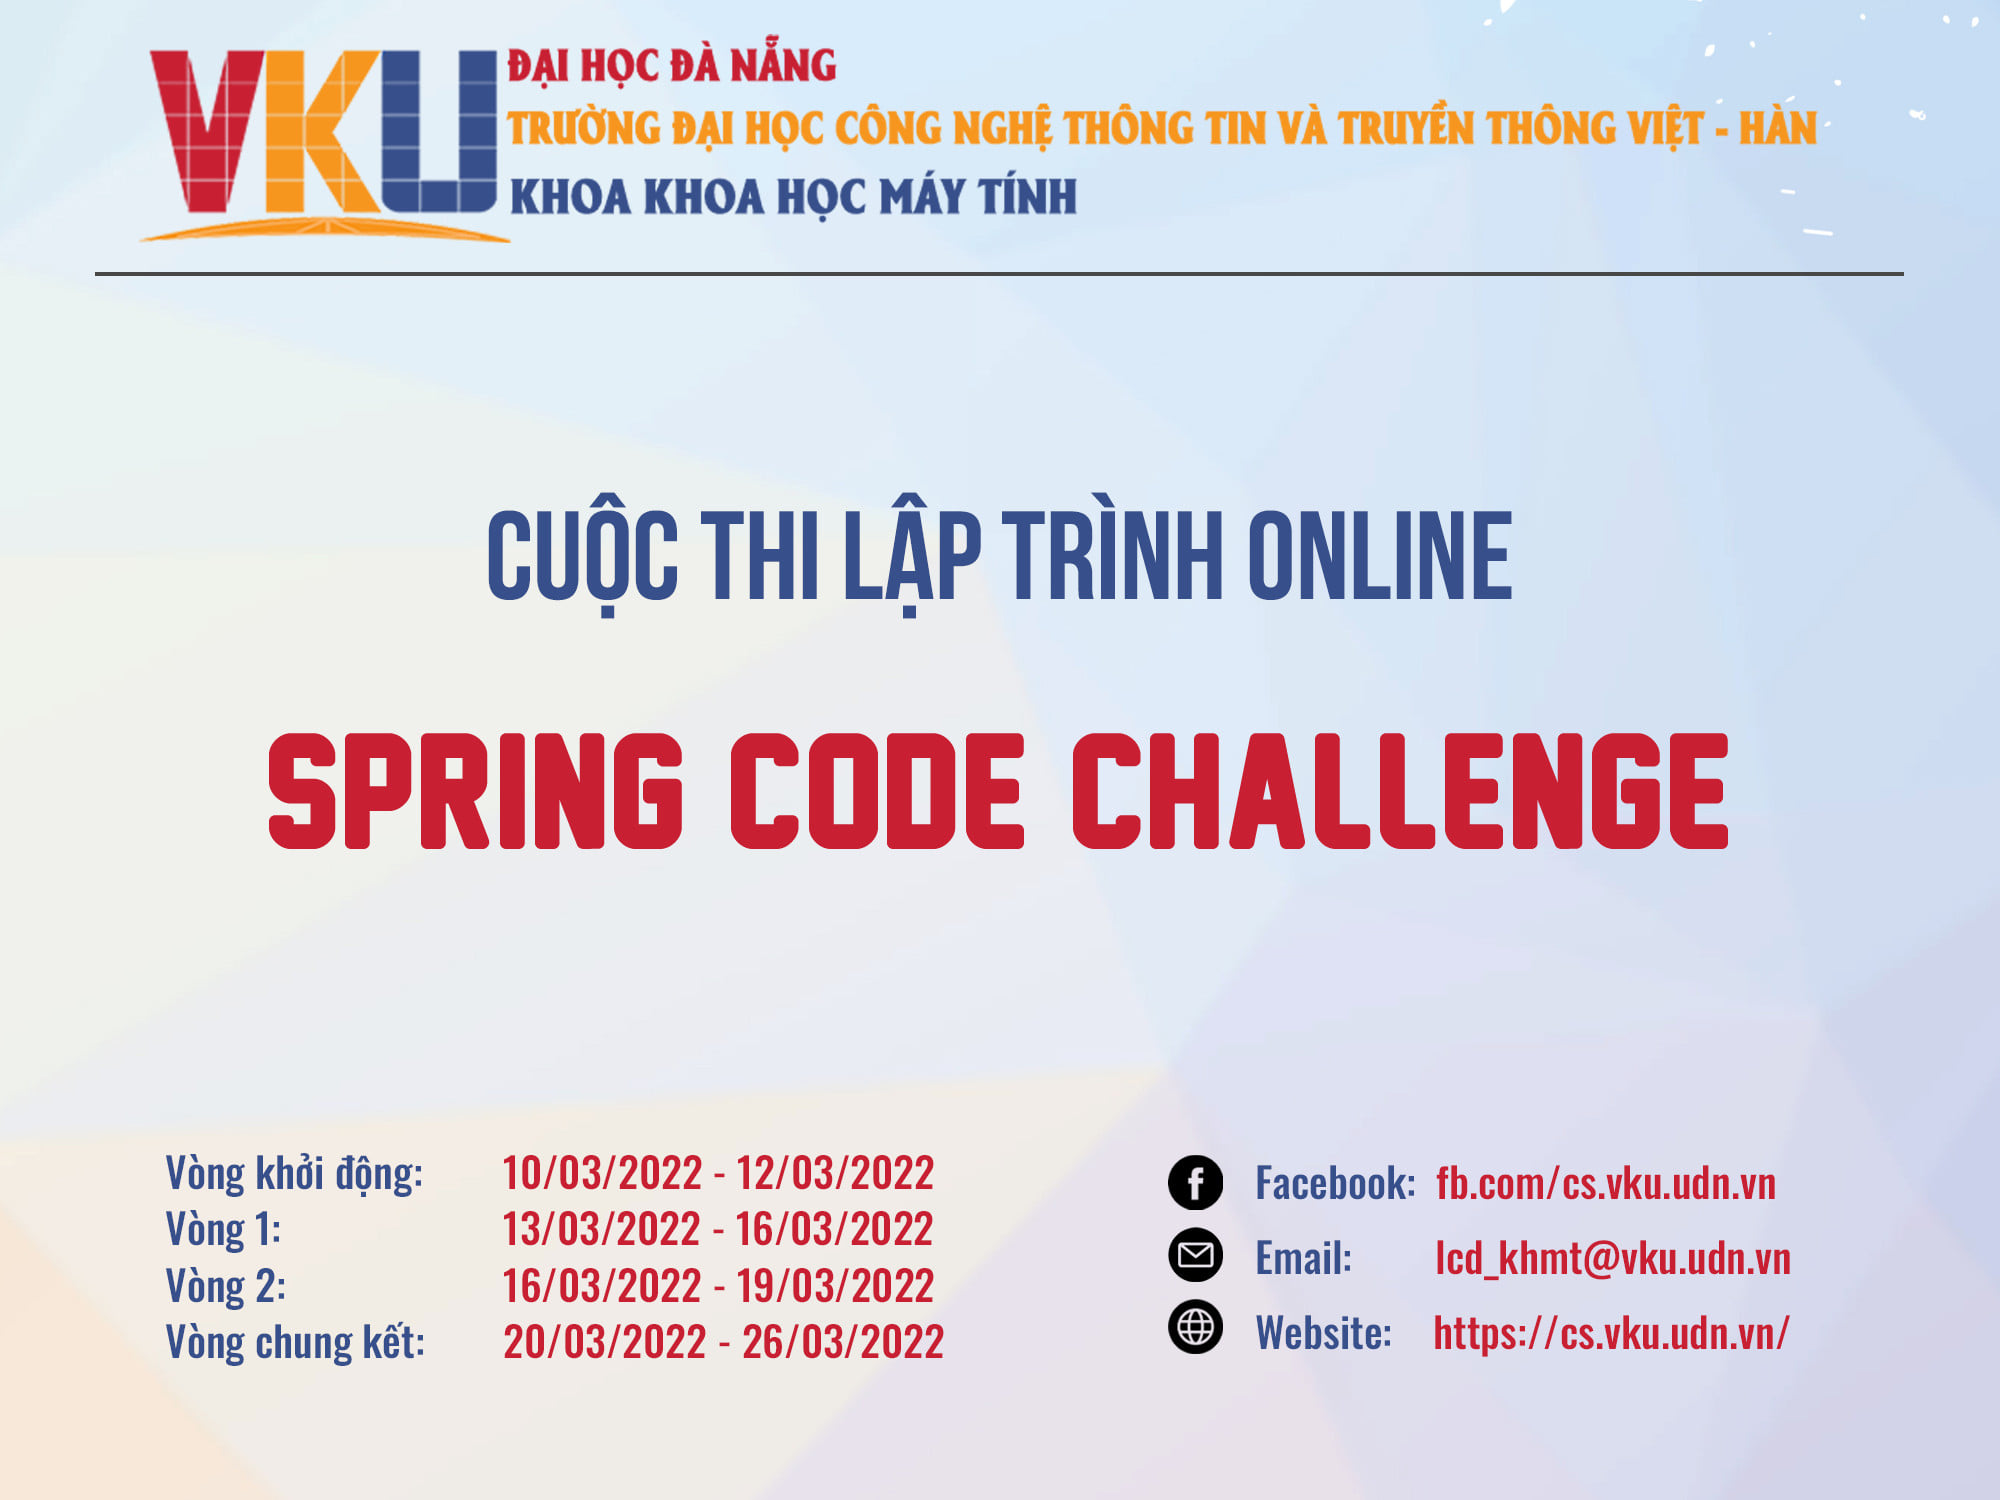 VKU
ĐẠI HỌC ĐÀ NẴNG
TRƯỜNG ĐẠI HỌC CÔNG NGHỆ THÔNG TIN VÀ TRUYỀN THÔNG VIỆT - HÀN
KHOA KHOA HỌC MÁY TÍNH
CUỘC THI LẬP TRÌNH ONLINE
SPRING CODE CHALLENGE
Vòng khởi động: 10/03/2022 - 12/03/2022
Vòng 1: 13/03/2022 - 16/03/2022
Vòng 2: 16/03/2022 - 19/03/2022
Vòng chung kết: 20/03/2022 - 26/03/2022
Facebook: fb.com/cs.vku.udn.vn
Email: lcd_khmt@vku.udn.vn
Website: https://cs.vku.udn.vn/